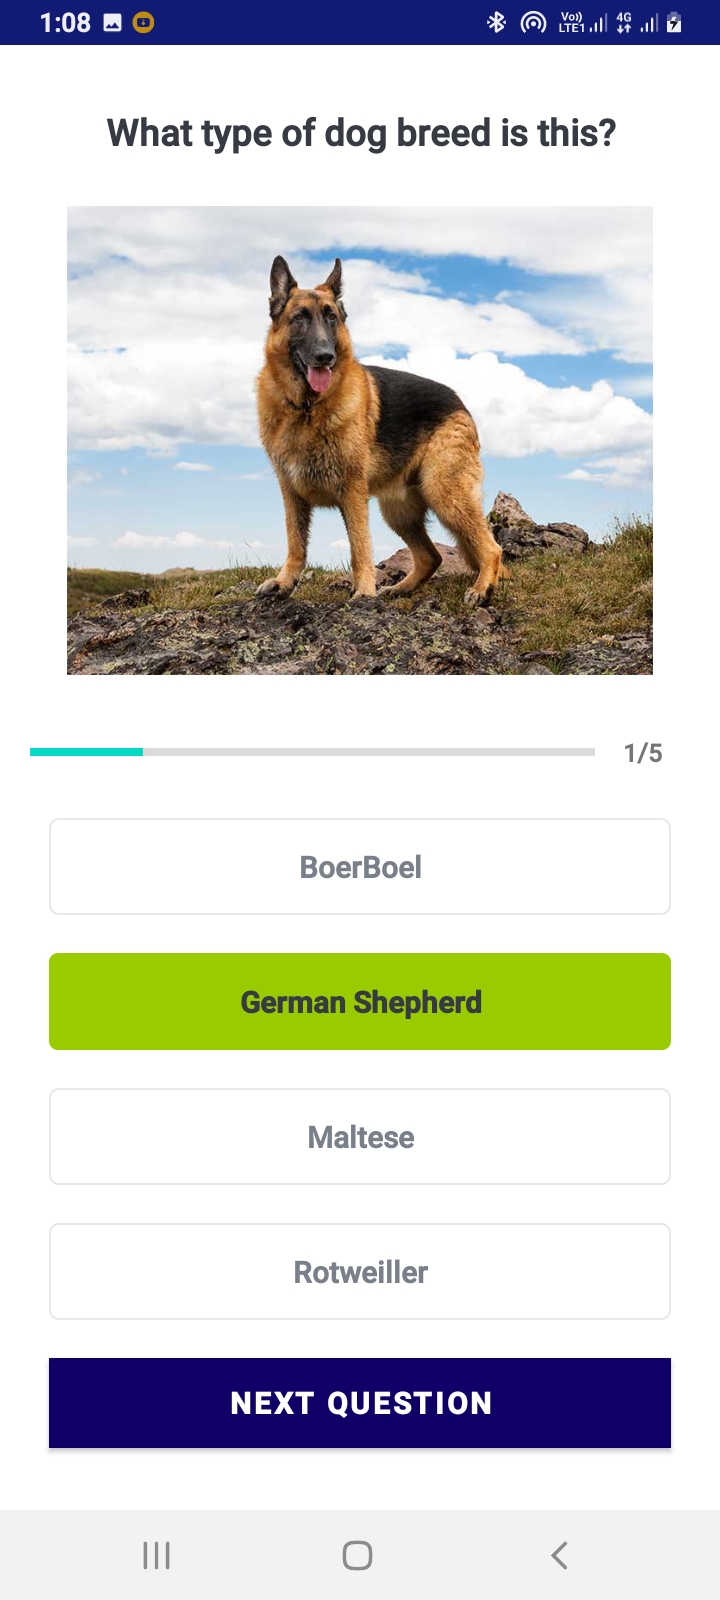 1:08 Vo)) LTE1 4G
What type of dog breed is this?
1/5
BoerBoel
German Shepherd
Maltese
Rotweiller
NEXT QUESTION